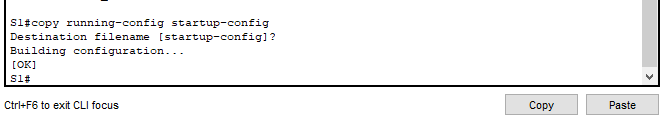 S1#copy running-config startup-config
Destination filename [startup-config]?
Building configuration...
[OK]
S1#
Ctrl+F6 to exit CLI focus
Copy
Paste